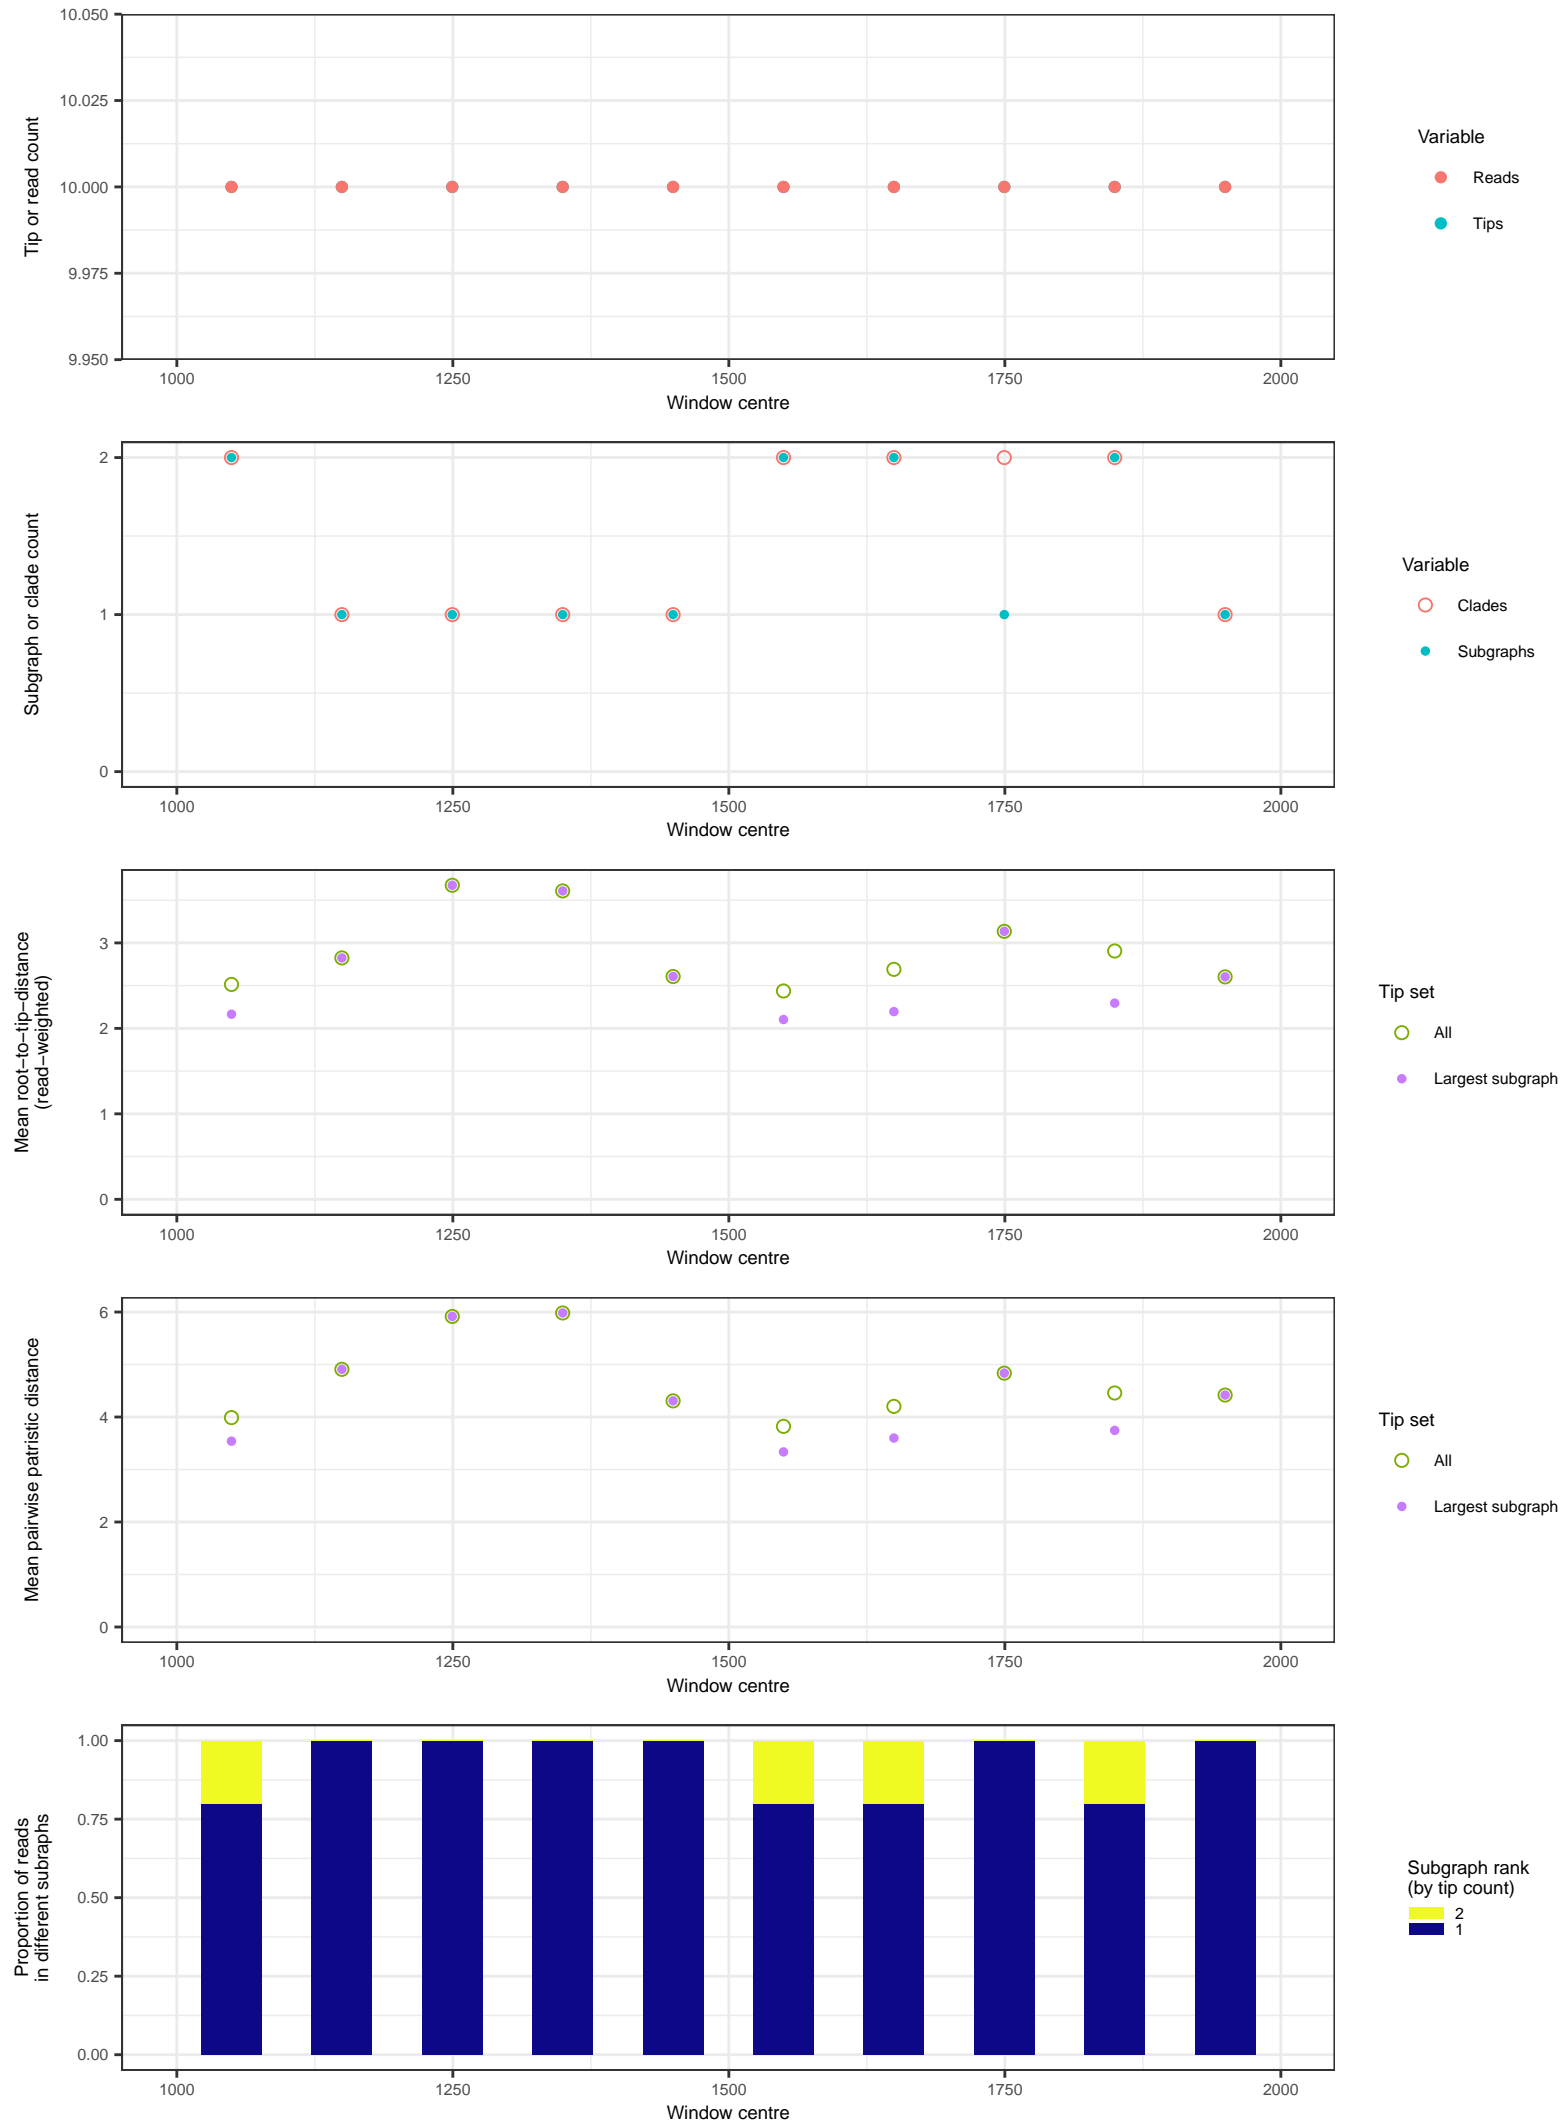 Tip or read count
10.050
10.025
10.000
9.975
9.950
1000 1250 1500 1750 2000
Window centre
Variable
Reads
Tips
Subgraph or clade count
2
1
0
1000 1250 1500 1750 2000
Window centre
Variable
Clades
Subgraphs
Mean root−to−tip−distance
(read−weighted)
3
2
1
0
1000 1250 1500 1750 2000
Window centre
Tip set
All
Largest subgraph
Mean pairwise patristic distance
6
4
2
0
1000 1250 1500 1750 2000
Window centre
Tip set
All
Largest subgraph
Proportion of reads
in different subraphs
1.00
0.75
0.50
0.25
0.00
1000 1250 1500 1750 2000
Window centre
Subgraph rank
(by tip count)
2
1